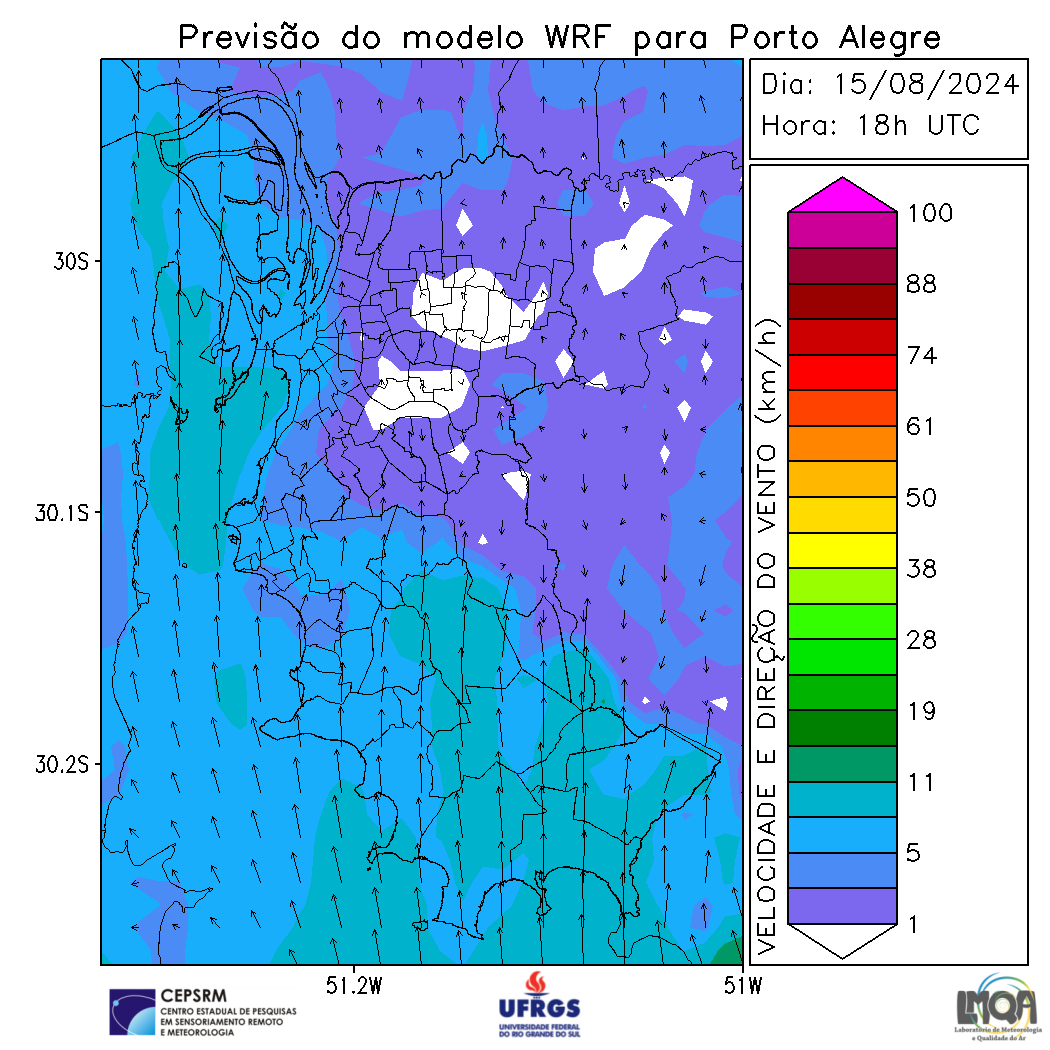 Previsão do modelo WRF para Porto Alegre
Dia: 15/08/2024
Hora: 18h UTC
30S
30.1S
30.2S
51.2W
51W
VELOCIDADE E DIREÇÃO DO VENTO (km/h)
100
88
74
61
50
38
28
19
11
5
1
CEPSRM
CENTRO ESTADUAL DE PESQUISAS
EM SENSORIAMENTO REMOTO
E METEOROLOGIA
UFRGS
UNIVERSIDADE FEDERAL
DO RIO GRANDE DO SUL
LMQA
Laboratório de Meteorologia
e Qualidade do Ar